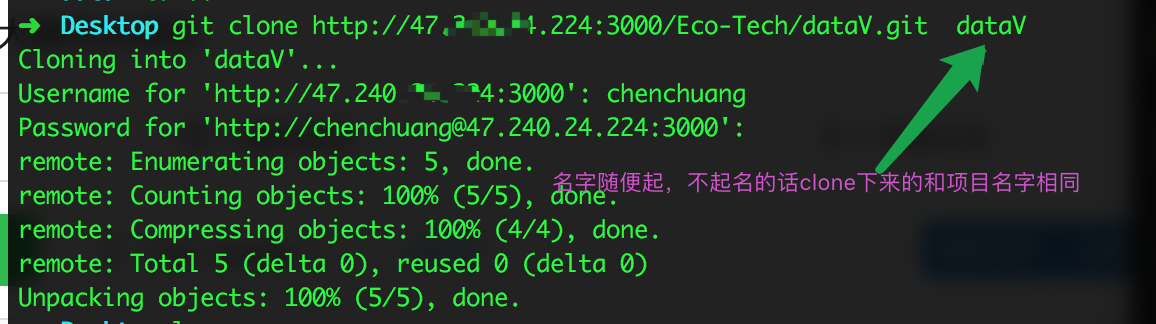 ➜ Desktop git clone http://47. .224:3000/Eco-Tech/dataV.git dataV
Cloning into 'dataV'...
Username for 'http://47.240 4:3000': chenchuang
Password for 'http://chenchuang@47.240.24.224:3000':
remote: Enumerating objects: 5, done.
名字随便起，不起名的话clone下来的和项目名字相同
remote: Counting objects: 100% (5/5), done.
remote: Compressing objects: 100% (4/4), done.
remote: Total 5 (delta 0), reused 0 (delta 0)
Unpacking objects: 100% (5/5), done.